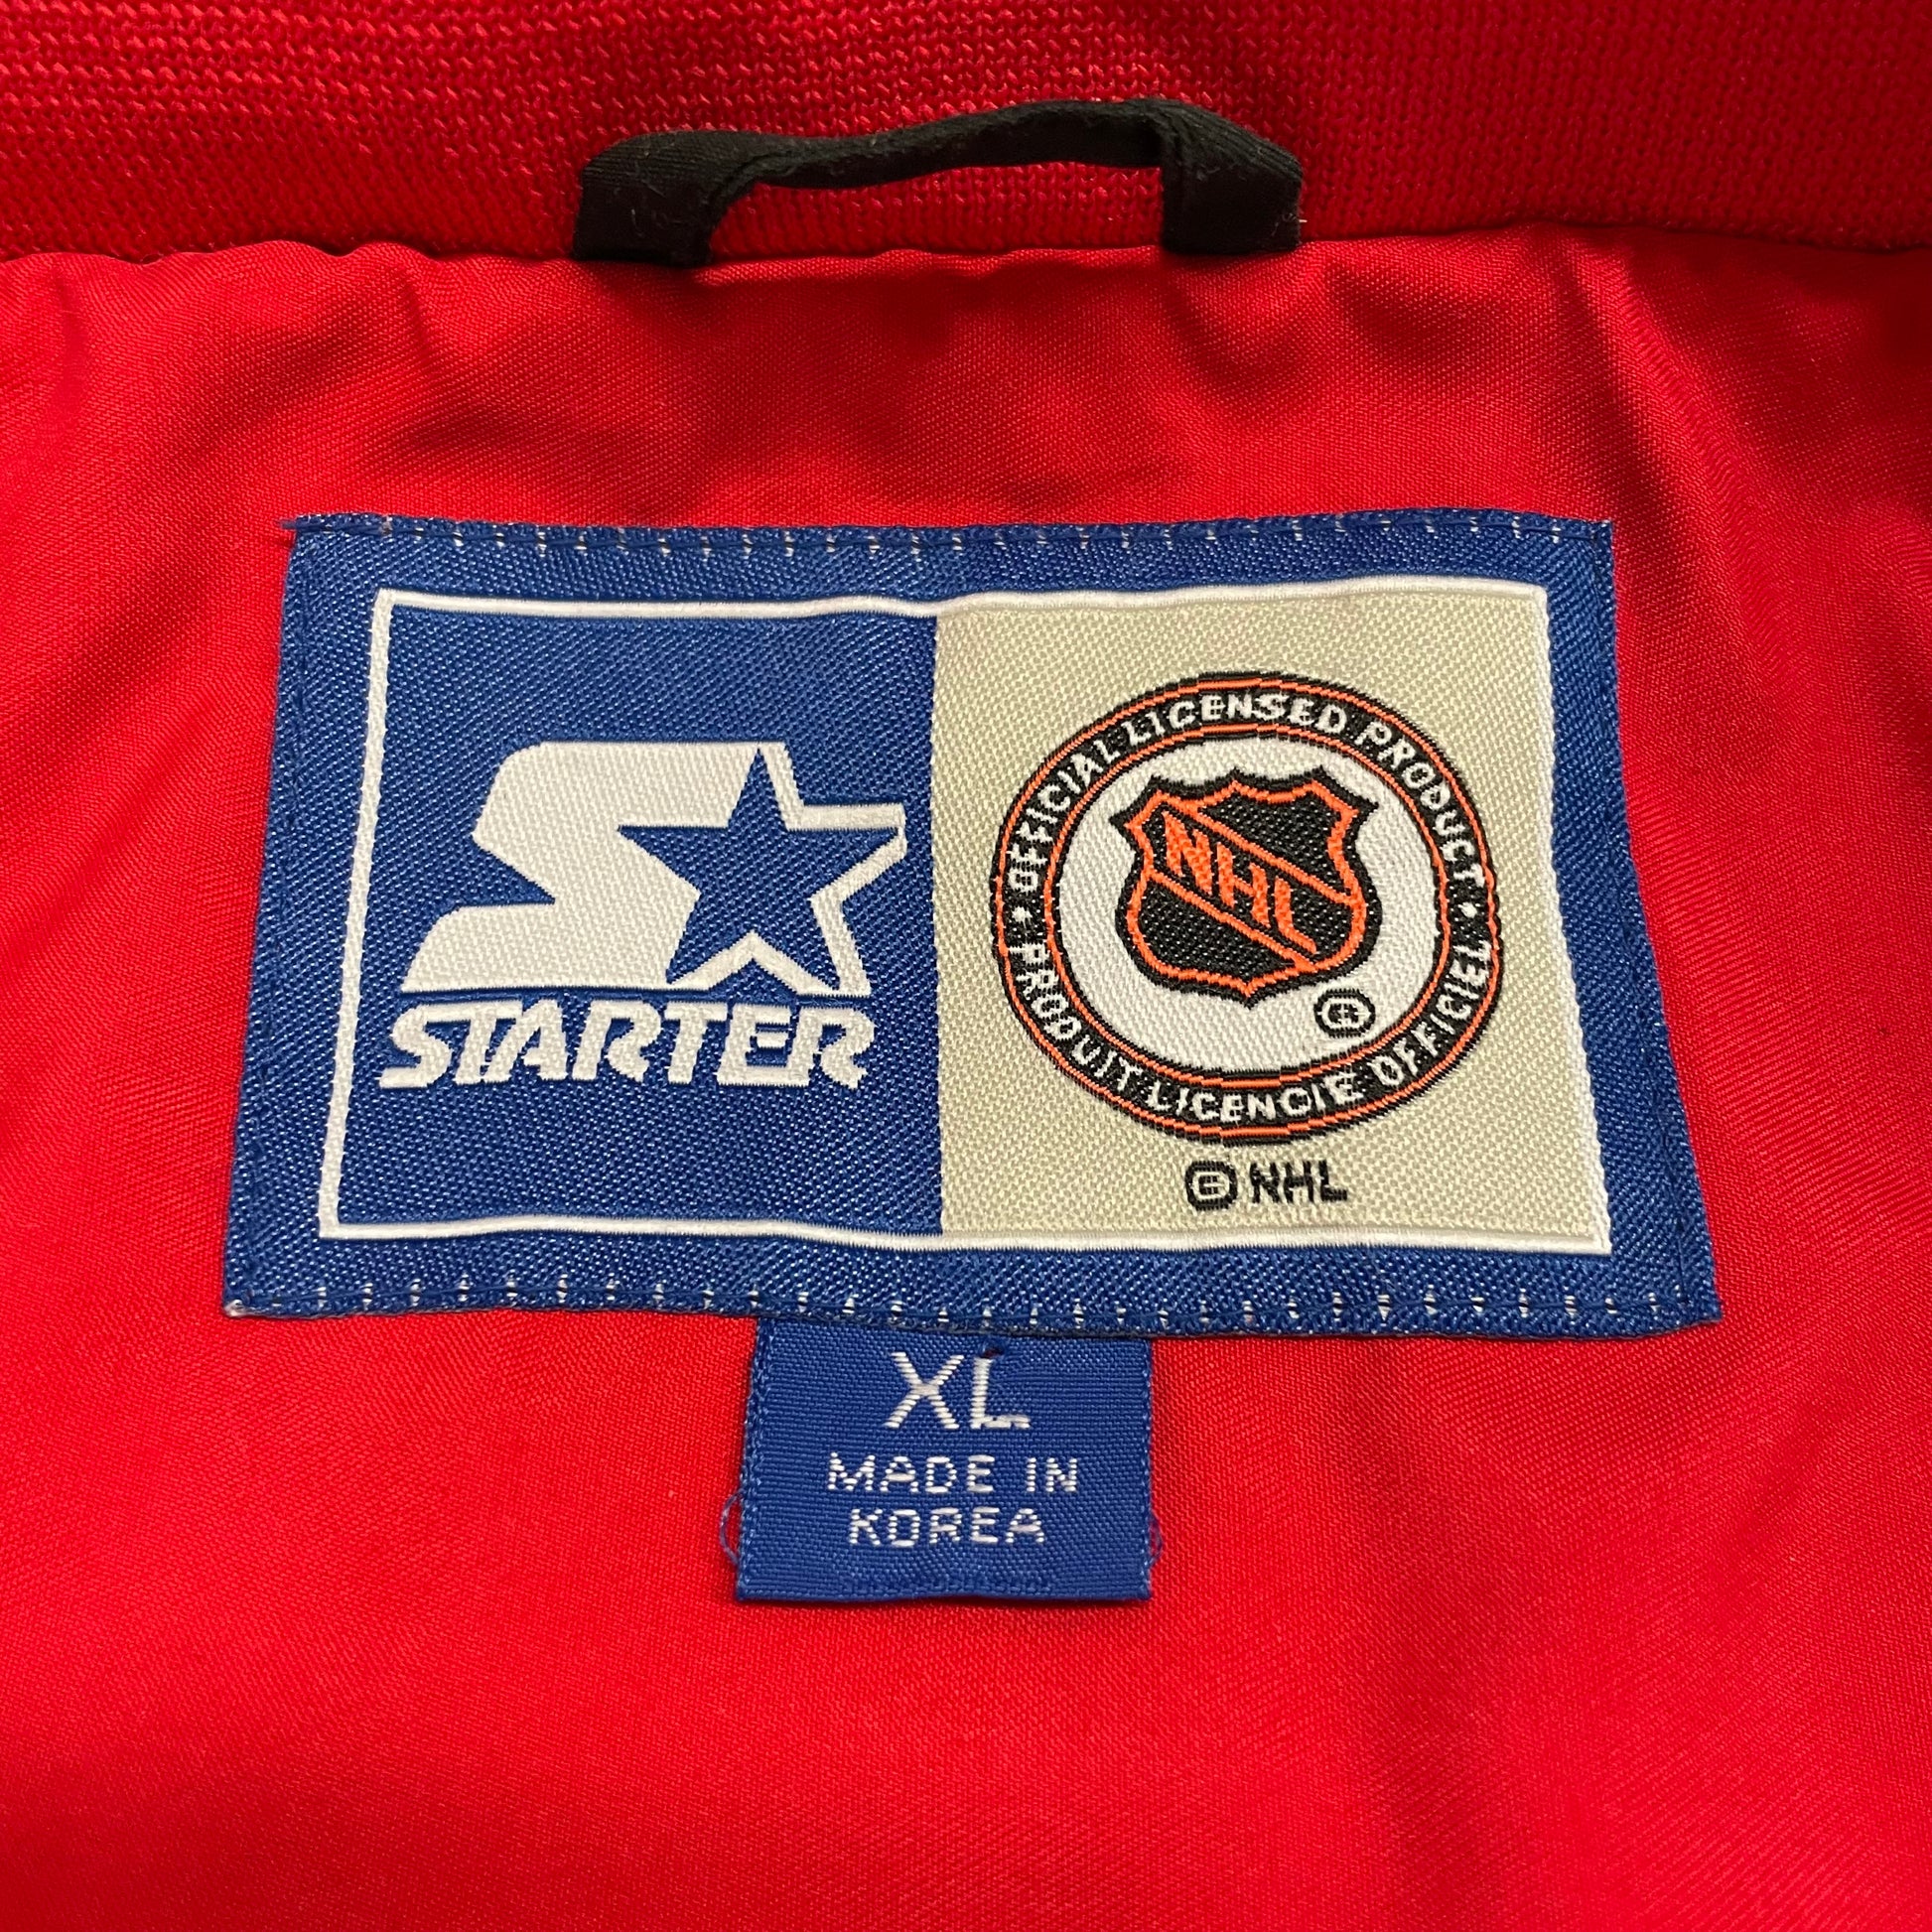 STARTER
• OFFICIAL LICENSED PRODUCT •
NHL
©
PRODUIT LICENCIE OFFICIEL
© NHL
XL
MADE IN
KOREA